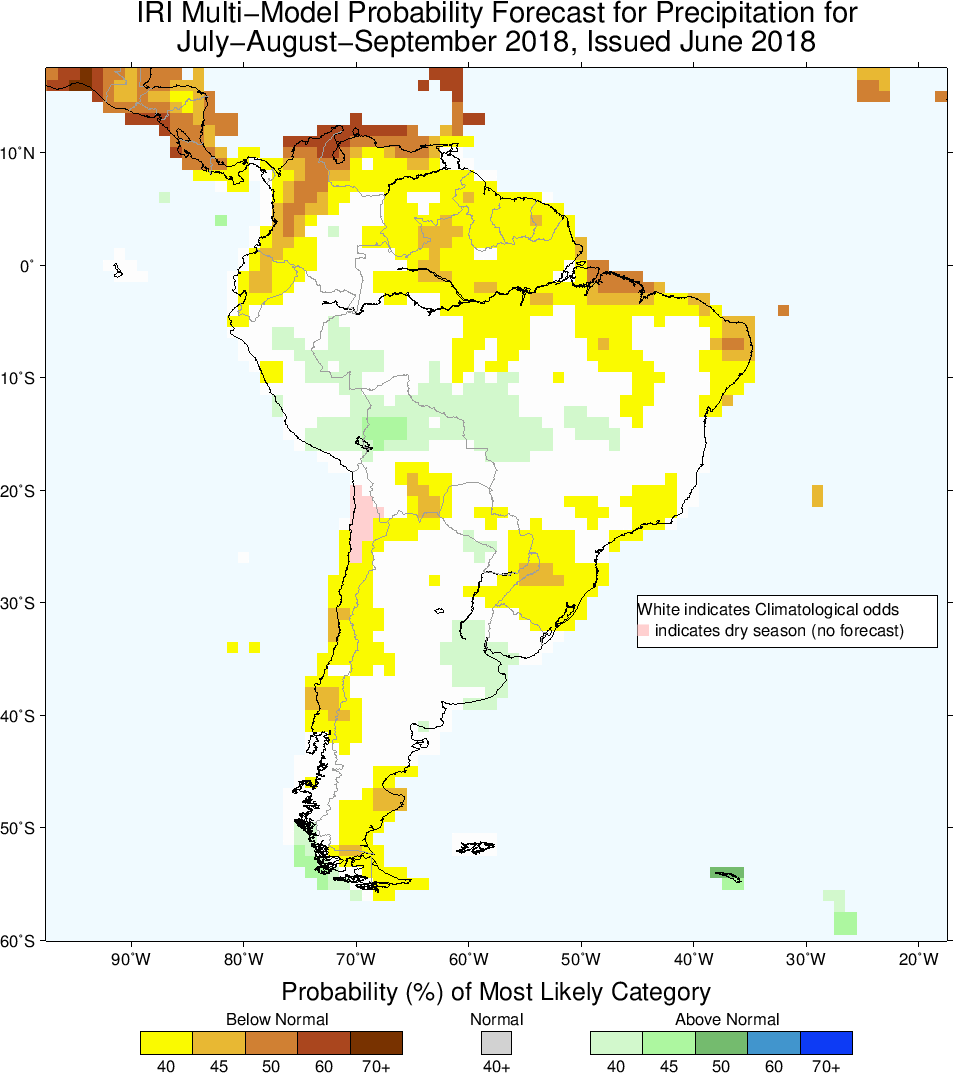 IRI Multi−Model Probability Forecast for Precipitation for
July−August−September 2018, Issued June 2018
10˚N
0˚
10˚S
20˚S
30˚S
40˚S
50˚S
60˚S
White indicates Climatological odds
indicates dry season (no forecast)
90˚W 80˚W 70˚W 60˚W 50˚W 40˚W 30˚W 20˚W
Probability (%) of Most Likely Category
Below Normal Normal Above Normal
40 45 50 60 70+ 40+ 40 45 50 60 70+